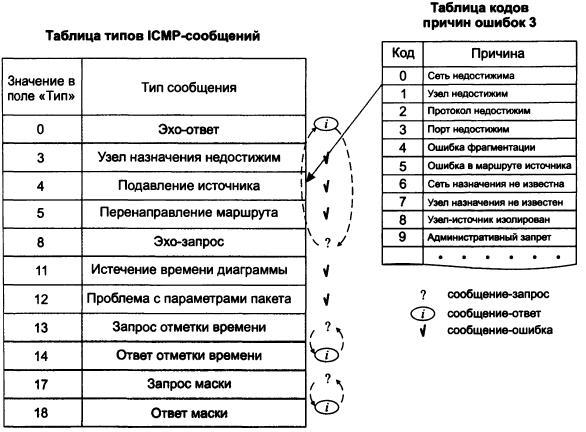 Таблица типов ICMP-сообщений
Значение в поле «Тип» Тип сообщения
0 Эхо-ответ
3 Узел назначения недостижим
4 Подавление источника
5 Перенаправление маршрута
8 Эхо-запрос
11 Истечение времени диаграммы
12 Проблема с параметрами пакета
13 Запрос отметки времени
14 Ответ отметки времени
17 Запрос маски
18 Ответ маски
i
?
?
i
?
i
Таблица кодов
причин ошибок 3
Код Причина
0 Сеть недостижима
1 Узел недостижим
2 Протокол недостижим
3 Порт недостижим
4 Ошибка фрагментации
5 Ошибка в маршруте источника
6 Сеть назначения не известна
7 Узел назначения не известен
8 Узел-источник изолирован
9 Административный запрет
. . . . . .
? сообщение-запрос
i сообщение-ответ
√ сообщение-ошибка